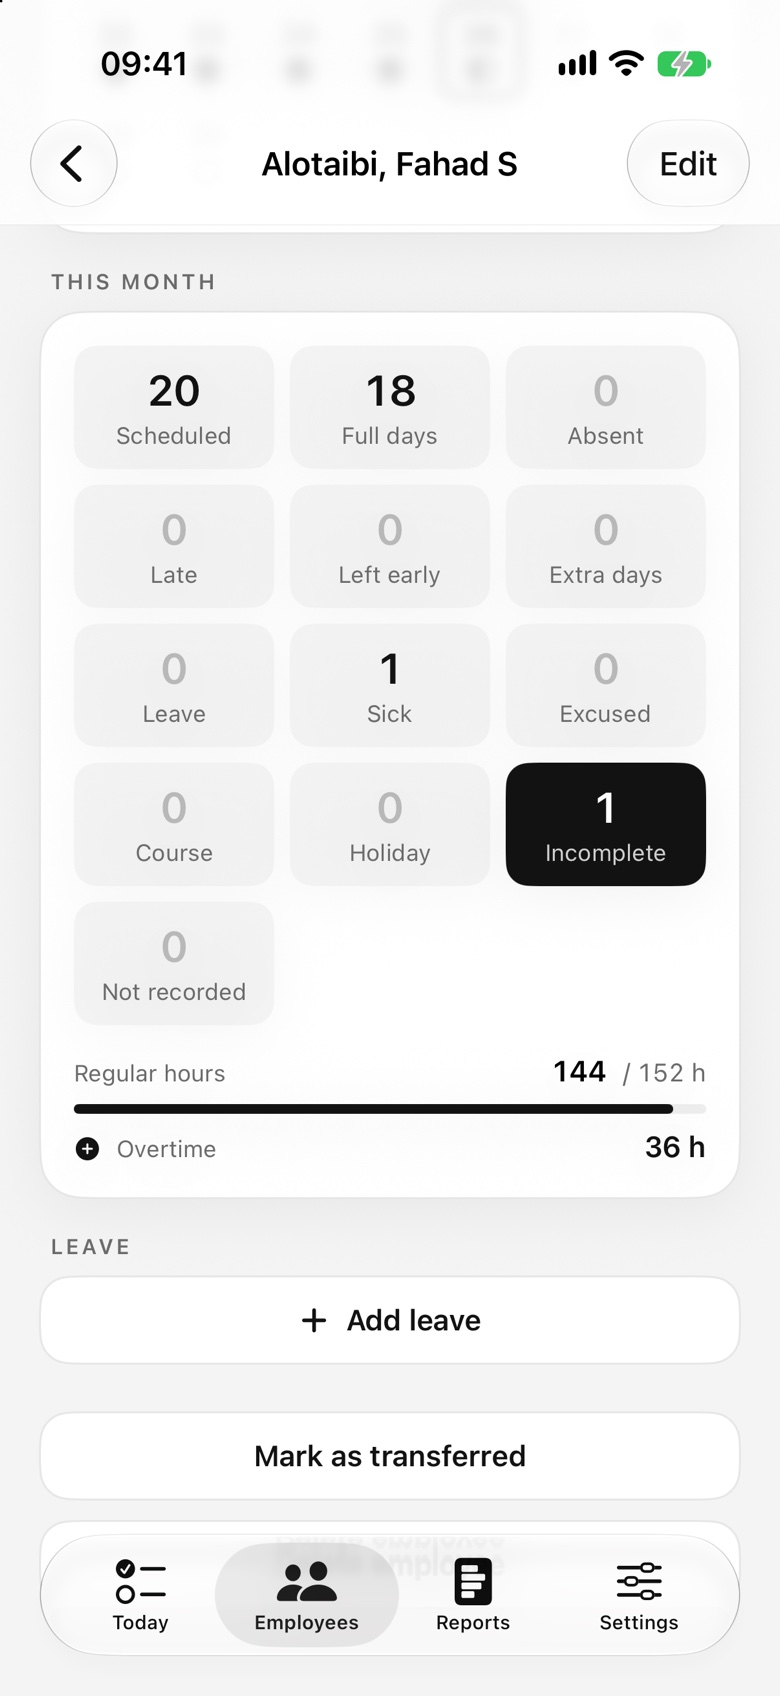 09:41
Alotaibi, Fahad S
Edit
THIS MONTH
20
Scheduled
18
Full days
0
Absent
0
Late
0
Left early
0
Extra days
0
Leave
1
Sick
0
Excused
0
Course
0
Holiday
1
Incomplete
0
Not recorded
Regular hours
144 / 152 h
Overtime
36 h
LEAVE
+ Add leave
Mark as transferred
Today
Employees
Reports
Settings